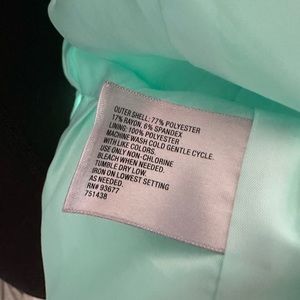 OUTER SHELL: 77% POLYESTER
17% RAYON, 6% SPANDEX
LINING: 100% POLYESTER
MACHINE WASH COLD GENTLE CYCLE.
WITH LIKE COLORS
USE ONLY NON-CHLORINE
BLEACH WHEN NEEDED.
TUMBLE DRY LOW
IRON ON LOWEST SETTING
AS NEEDED.
RN# 93677
751438